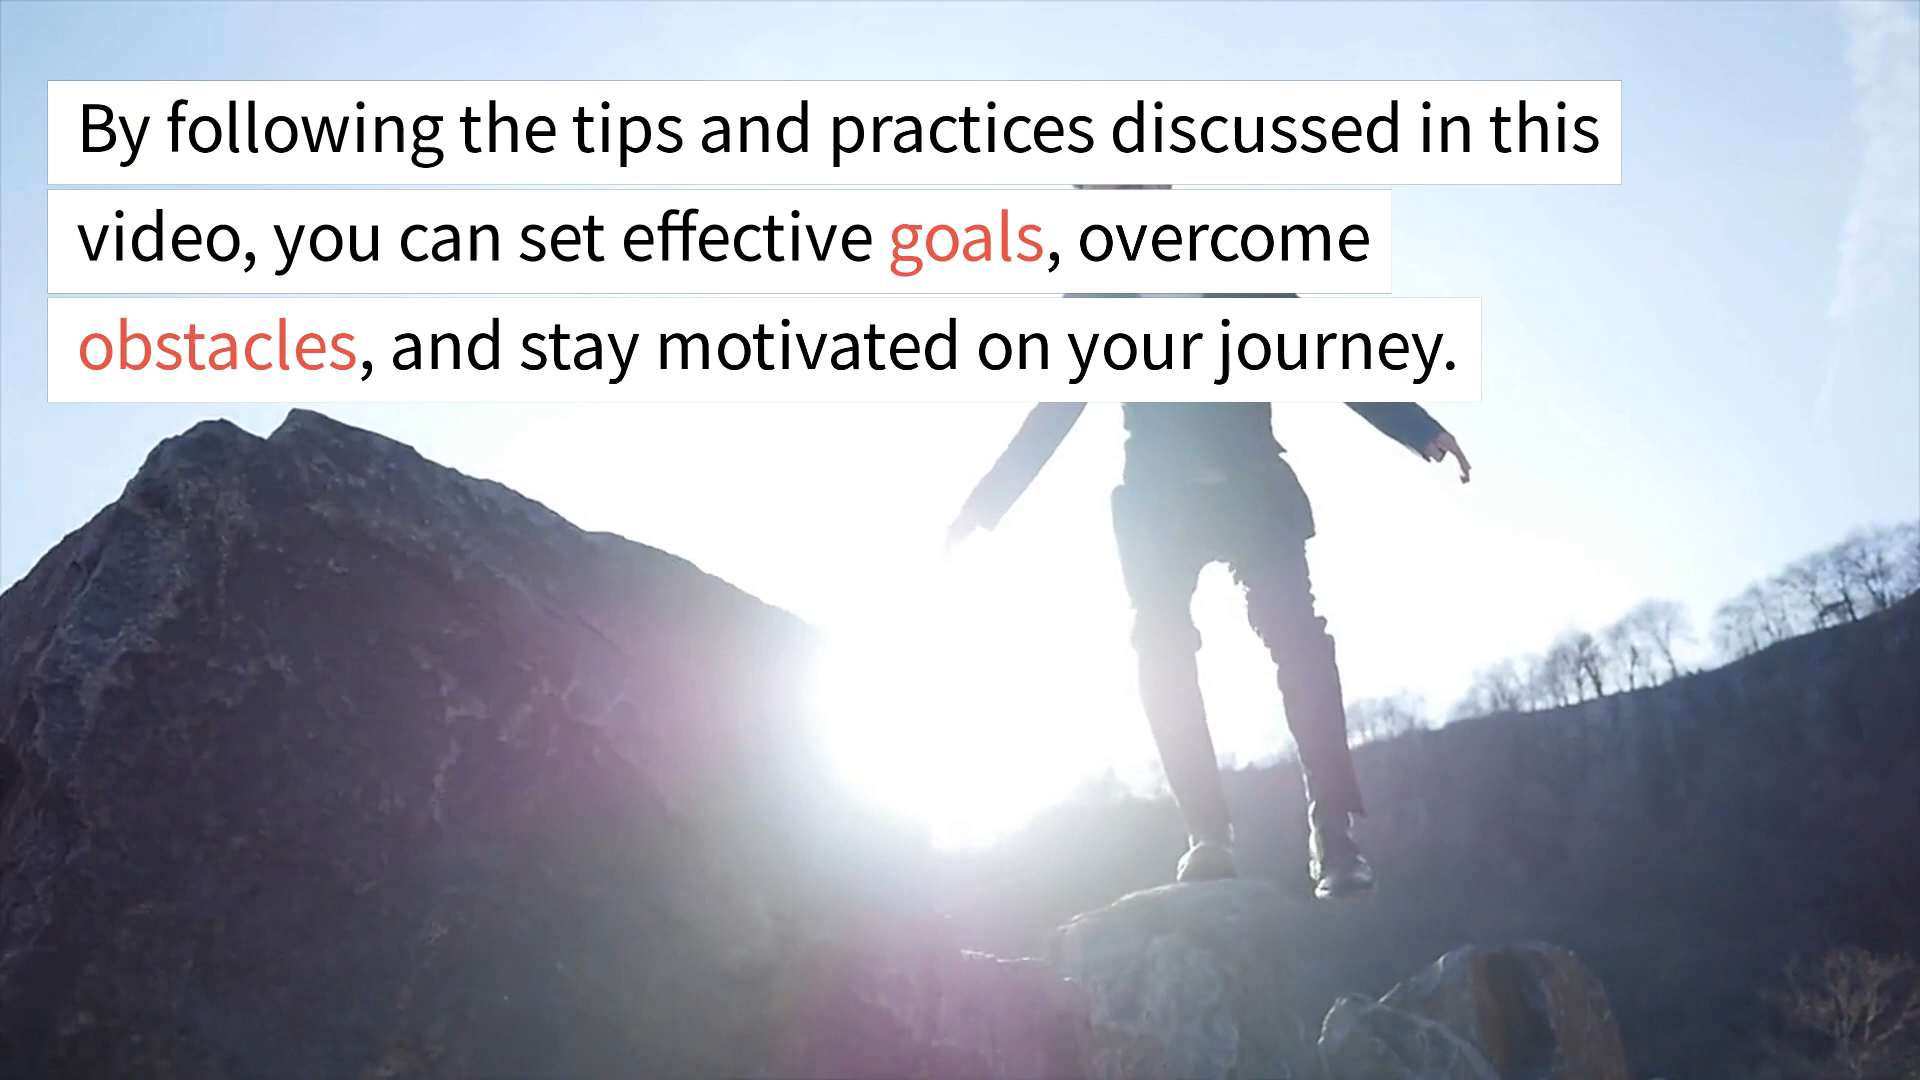 By following the tips and practices discussed in this
video, you can set effective goals, overcome
obstacles, and stay motivated on your journey.